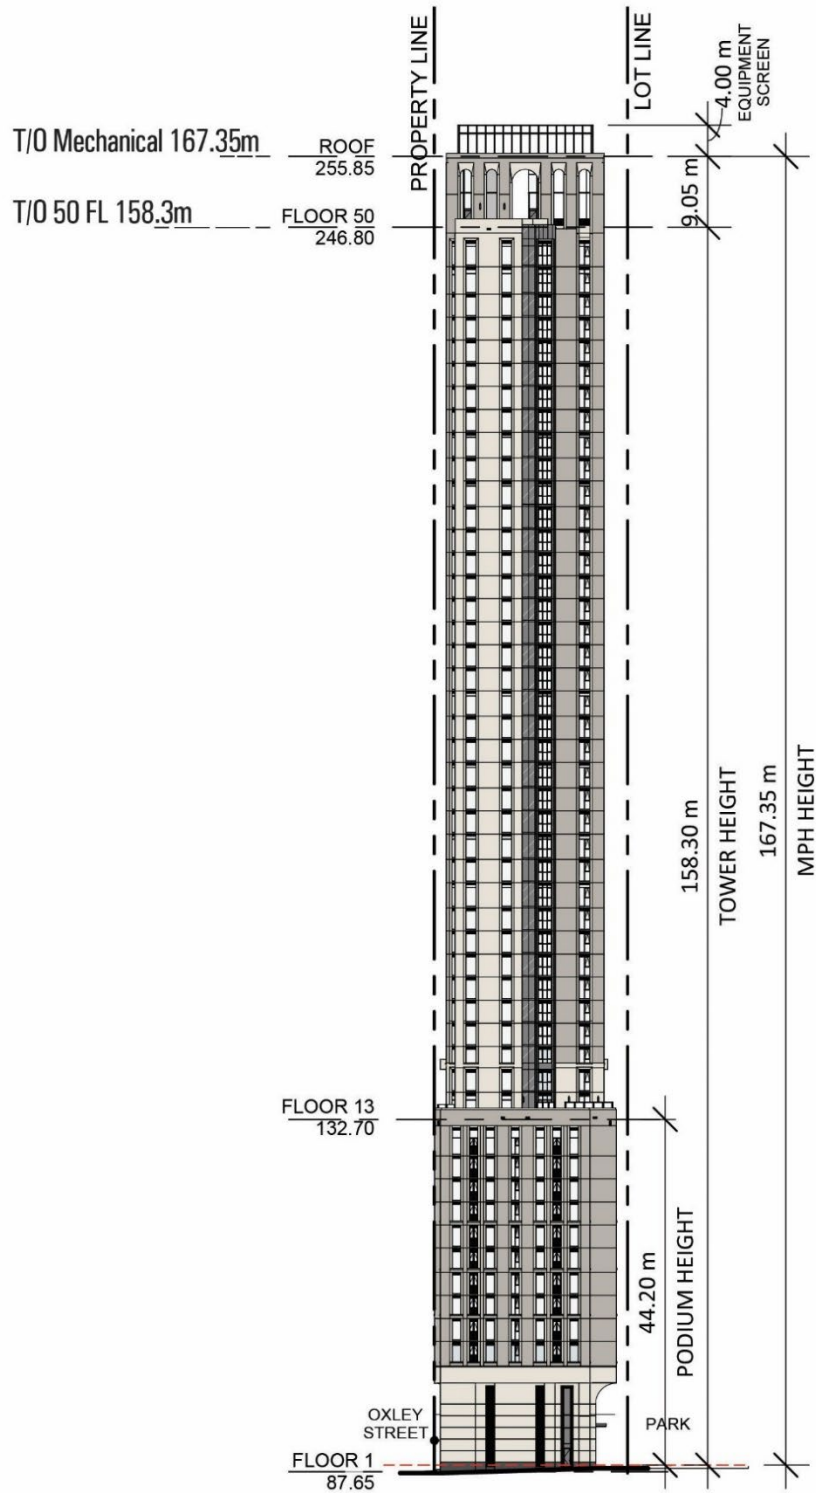 PROPERTY LINE
LOT LINE
4.00 m
EQUIPMENT
SCREEN
T/O Mechanical 167.35m
ROOF
255.85
9.05 m
T/O 50 FL 158.3m
FLOOR 50
246.80
158.30 m
TOWER HEIGHT
167.35 m
MPH HEIGHT
FLOOR 13
132.70
44.20 m
PODIUM HEIGHT
OXLEY
STREET
PARK
FLOOR 1
87.65